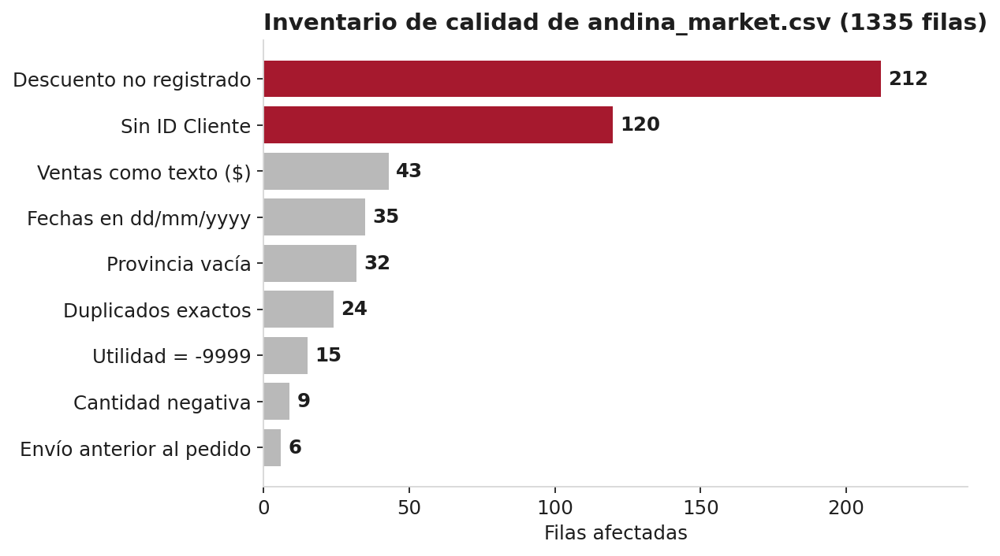 Inventario de calidad de andina_market.csv (1335 filas)
Descuento no registrado 212
Sin ID Cliente 120
Ventas como texto ($) 43
Fechas en dd/mm/yyyy 35
Provincia vacía 32
Duplicados exactos 24
Utilidad = -9999 15
Cantidad negativa 9
Envío anterior al pedido 6
0 50 100 150 200
Filas afectadas